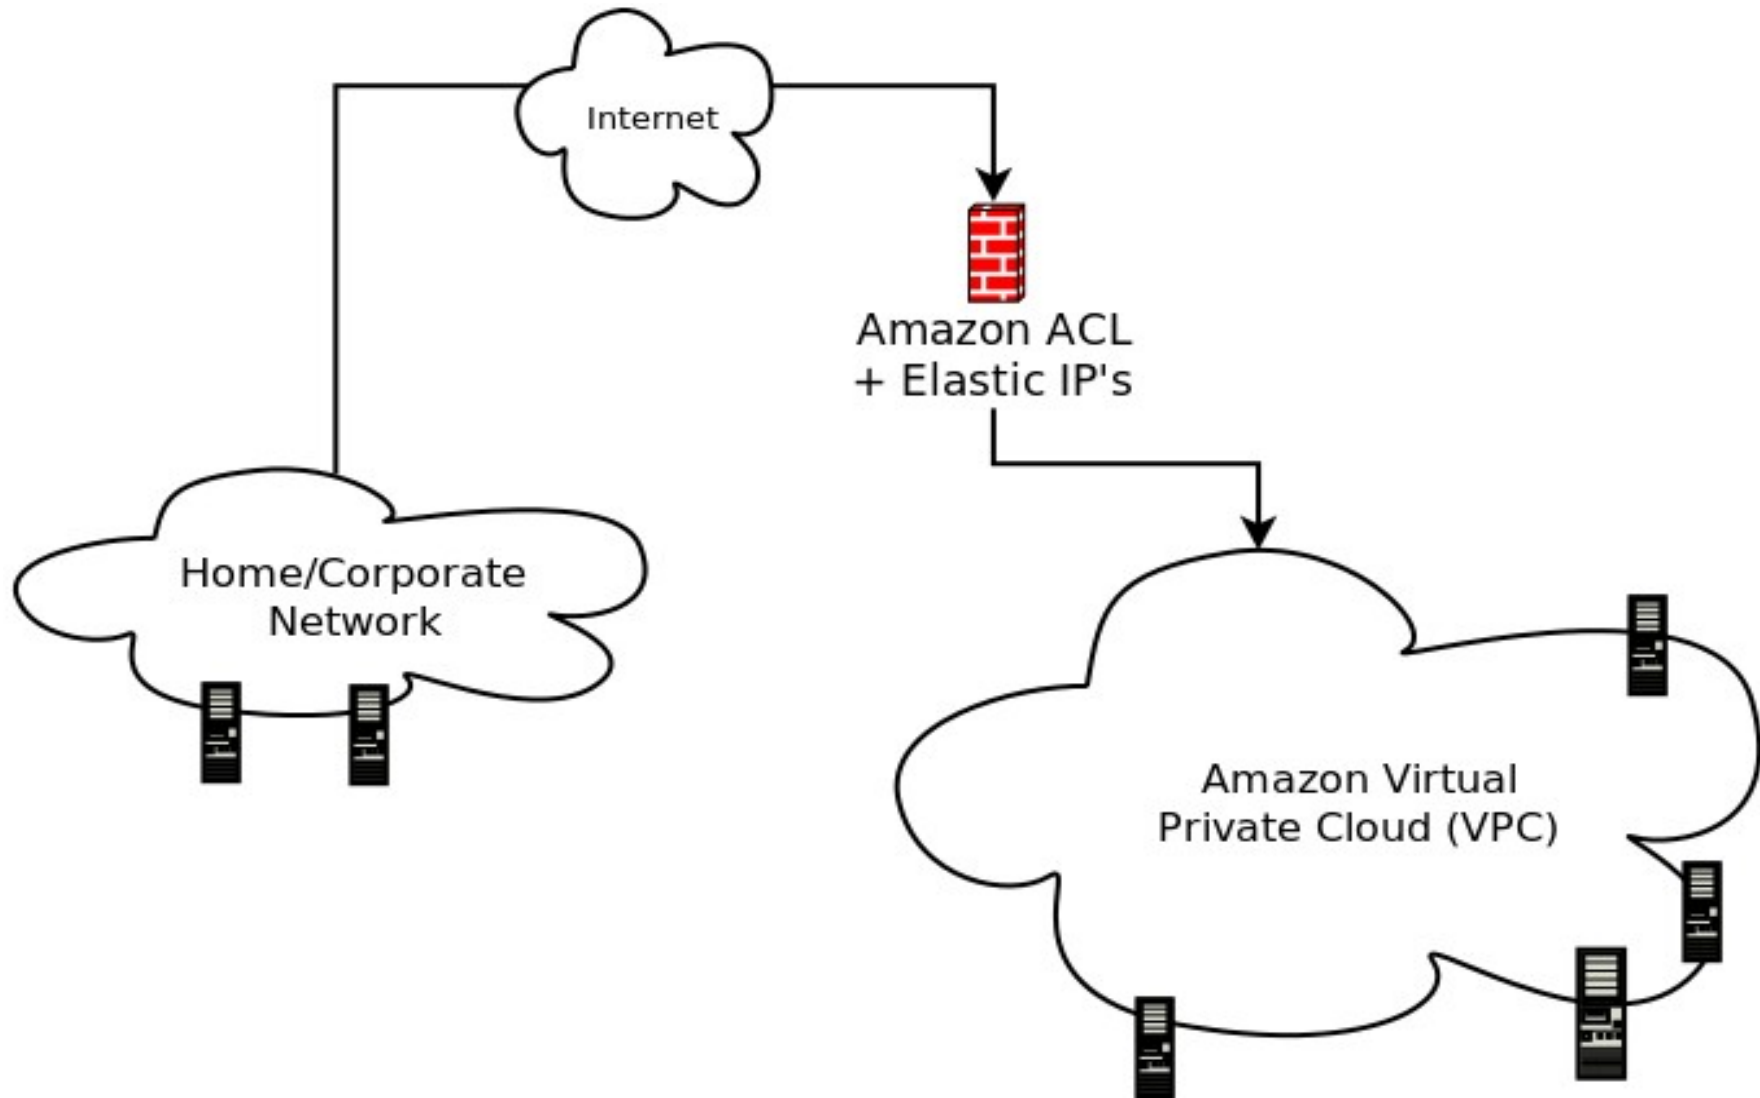 Internet
Amazon ACL
+ Elastic IP's
Home/Corporate
Network
Amazon Virtual
Private Cloud (VPC)